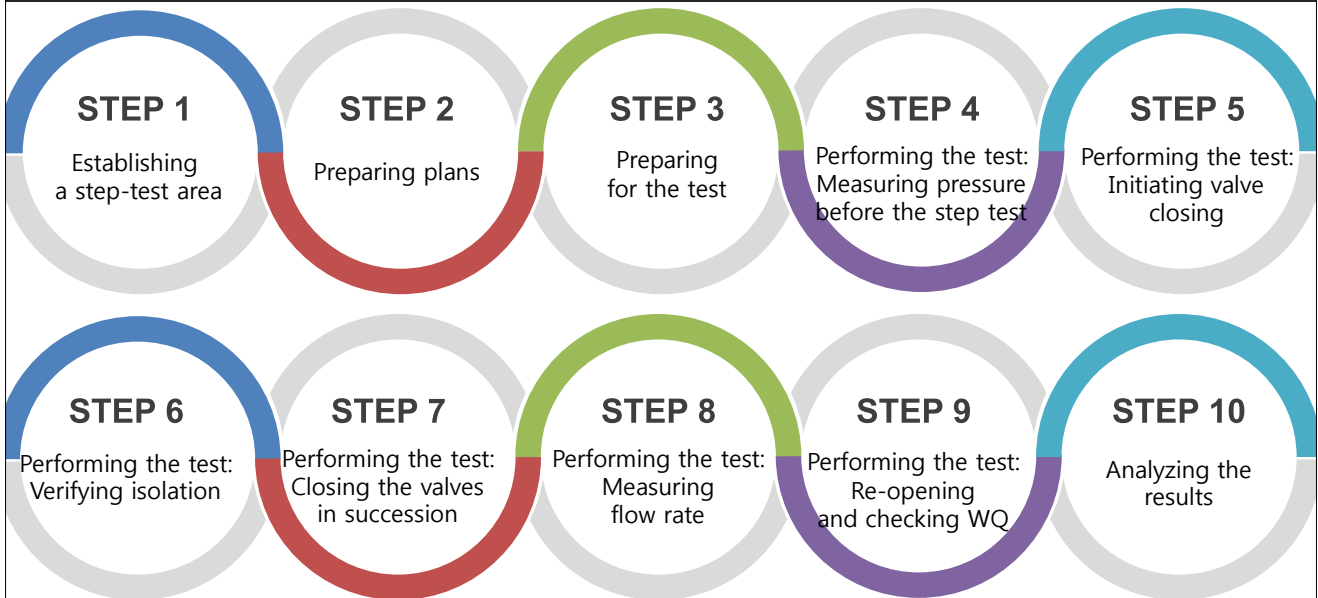 STEP 1
Establishing
a step-test area
STEP 2
Preparing plans
STEP 3
Preparing
for the test
STEP 4
Performing the test:
Measuring pressure
before the step test
STEP 5
Performing the test:
Initiating valve
closing
STEP 6
Performing the test:
Verifying isolation
STEP 7
Performing the test:
Closing the valves
in succession
STEP 8
Performing the test:
Measuring
flow rate
STEP 9
Performing the test:
Re-opening
and checking WQ
STEP 10
Analyzing the
results